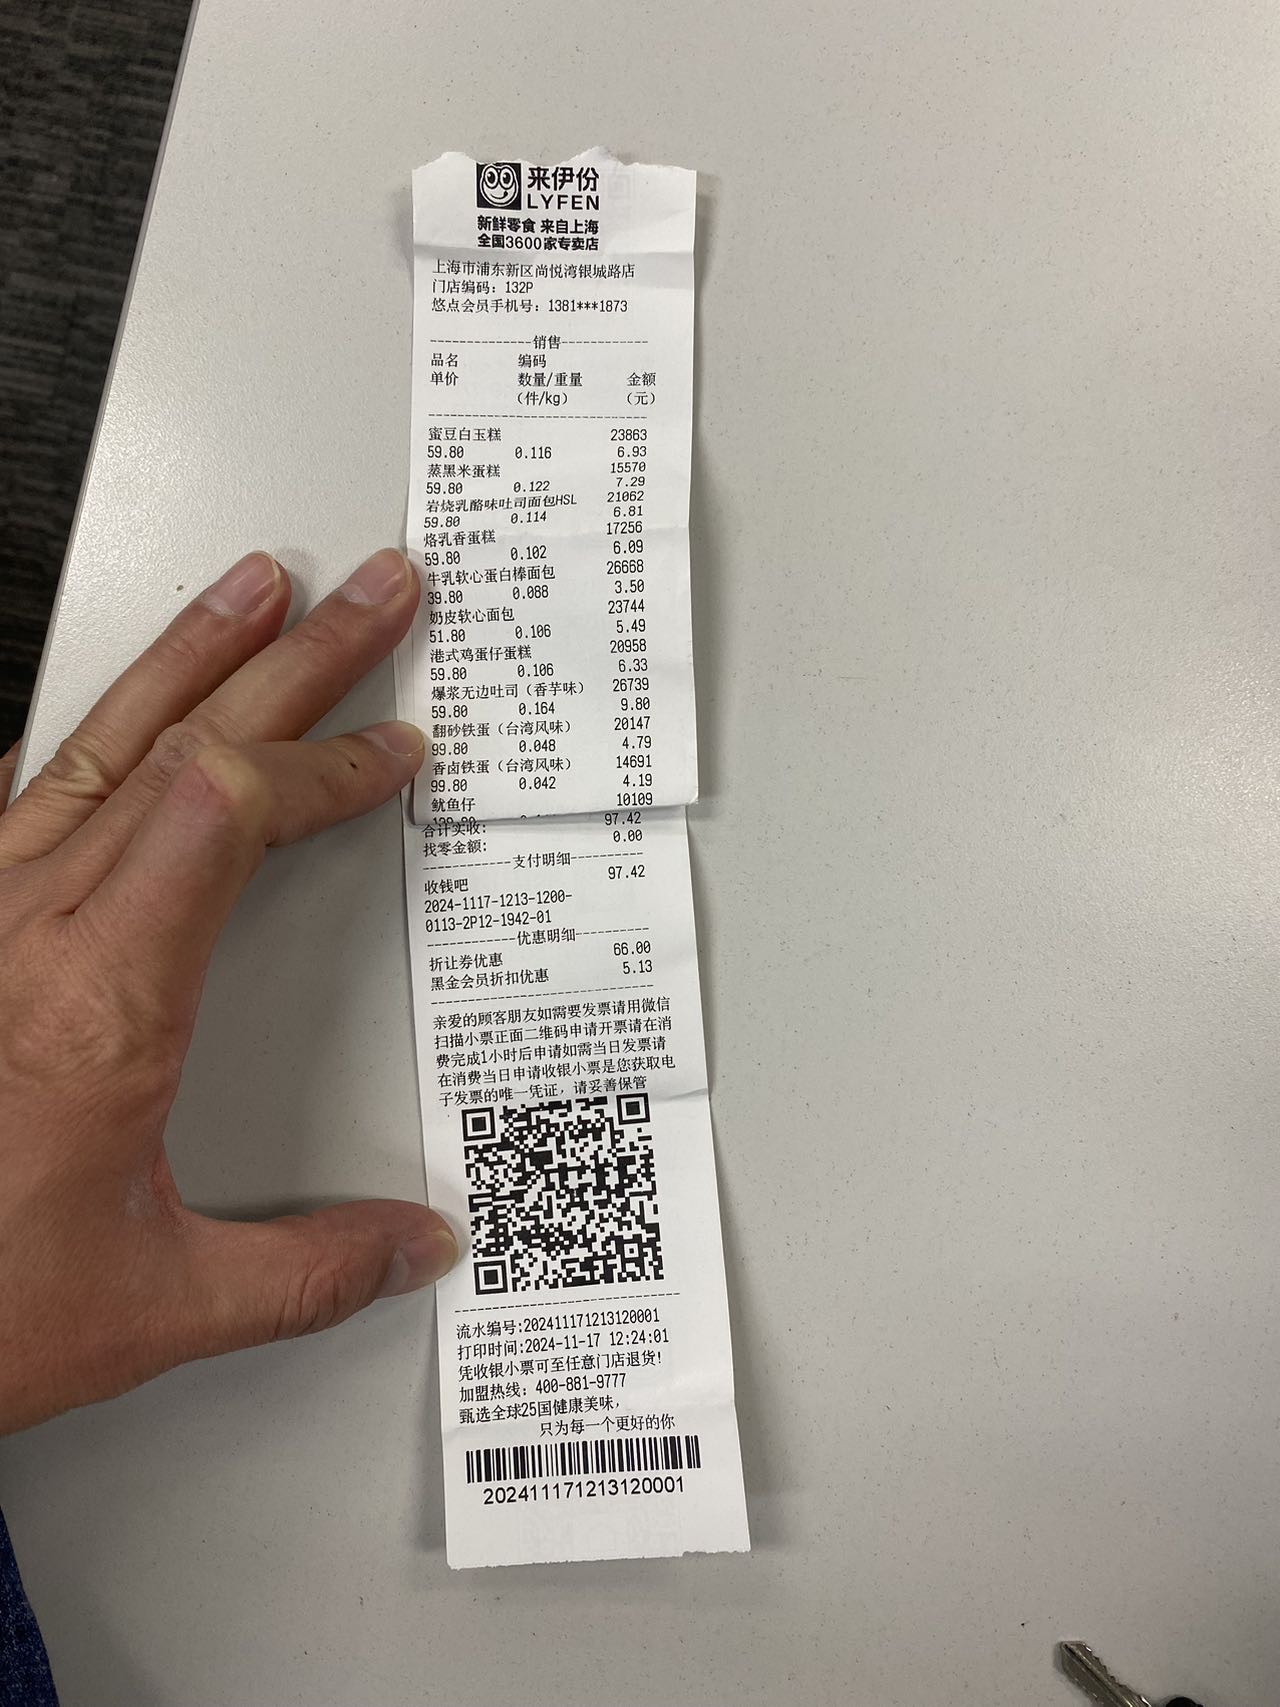 来伊份
LYFEN
新鲜零食 来自上海
全国3600家专卖店
上海市浦东新区尚悦湾银城路店
门店编码：132P
悠点会员手机号：1381***1873
--------------销售------------
品名 编码
单价 数量/重量 金额
（件/kg） （元）
蜜豆白玉糕 23863
59.80 0.116 6.93
蒸黑米蛋糕 15570
59.80 0.122 7.29
岩烧乳酪味吐司面包HSL 21062
59.80 0.114 6.81
烙乳香蛋糕 17256
59.80 0.102 6.09
牛乳软心蛋白棒面包 26668
39.80 0.088 3.50
奶皮软心面包 23744
51.80 0.106 5.49
港式鸡蛋仔蛋糕 20958
59.80 0.106 6.33
爆浆无边吐司（香芋味） 26739
59.80 0.164 9.80
翻砂铁蛋（台湾风味） 20147
99.80 0.048 4.79
香卤铁蛋（台湾风味） 14691
99.80 0.042 4.19
鱿鱼仔 10109
合计实收： 97.42
找零金额： 0.00
------------支付明细----------
收钱吧 97.42
2024-1117-1213-1200-
0113-2P12-1942-01
------------优惠明细----------
折让券优惠 66.00
黑金会员折扣优惠 5.13
亲爱的顾客朋友如需要发票请用微信
扫描小票正面二维码申请开票请在消
费完成1小时后申请如需当日发票请
在消费当日申请收银小票是您获取电
子发票的唯一凭证，请妥善保管
流水编号:202411171213120001
打印时间:2024-11-17 12:24:01
凭收银小票可至任意门店退货！
加盟热线：400-881-9777
甄选全球25国健康美味，
只为每一个更好的你
202411171213120001